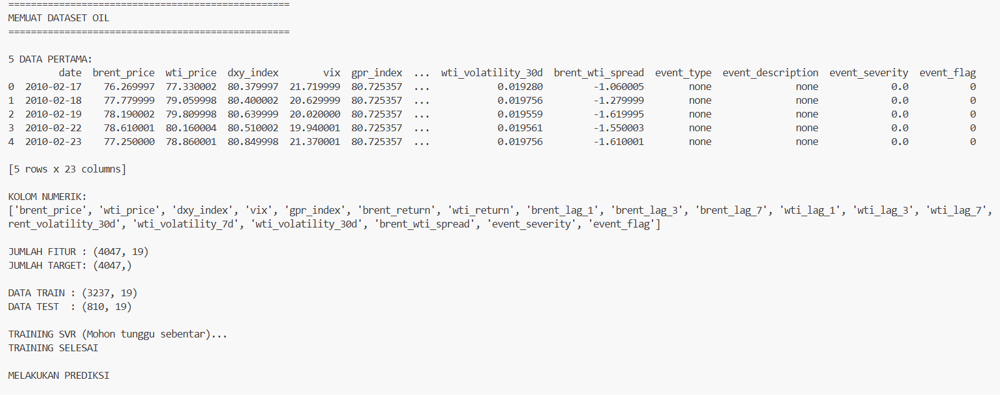 ==================================================
MEMUAT DATASET OIL
==================================================
5 DATA PERTAMA:
date brent_price wti_price dxy_index vix gpr_index ... wti_volatility_30d brent_wti_spread event_type event_description event_severity event_flag
0 2010-02-17 76.269997 77.330002 80.379997 21.719999 80.725357 ... 0.019280 -1.060005 none none 0.0 0
1 2010-02-18 77.779999 79.059998 80.400002 20.629999 80.725357 ... 0.019756 -1.279999 none none 0.0 0
2 2010-02-19 78.190002 79.809998 80.639999 20.020000 80.725357 ... 0.019559 -1.619995 none none 0.0 0
3 2010-02-22 78.610001 80.160004 80.510002 19.940001 80.725357 ... 0.019561 -1.550003 none none 0.0 0
4 2010-02-23 77.250000 78.860001 80.849998 21.370001 80.725357 ... 0.019756 -1.610001 none none 0.0 0
[5 rows x 23 columns]
KOLOM NUMERIK:
['brent_price', 'wti_price', 'dxy_index', 'vix', 'gpr_index', 'brent_return', 'wti_return', 'brent_lag_1', 'brent_lag_3', 'brent_lag_7', 'wti_lag_1', 'wti_lag_3', 'wti_lag_7',
rent_volatility_30d', 'wti_volatility_7d', 'wti_volatility_30d', 'brent_wti_spread', 'event_severity', 'event_flag']
JUMLAH FITUR : (4047, 19)
JUMLAH TARGET: (4047,)
DATA TRAIN : (3237, 19)
DATA TEST  : (810, 19)
TRAINING SVR (Mohon tunggu sebentar)...
TRAINING SELESAI
MELAKUKAN PREDIKSI